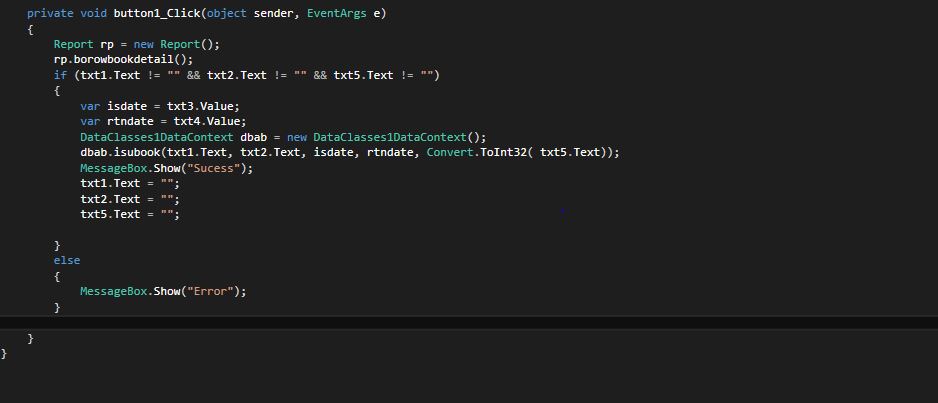 private void button1_Click(object sender, EventArgs e)
{
Report rp = new Report();
rp.borowbookdetail();
if (txt1.Text != "" && txt2.Text != "" && txt5.Text != "")
{
var isdate = txt3.Value;
var rtndate = txt4.Value;
DataClasses1DataContext dbab = new DataClasses1DataContext();
dbab.isubook(txt1.Text, txt2.Text, isdate, rtndate, Convert.ToInt32( txt5.Text));
MessageBox.Show("Sucess");
txt1.Text = "";
txt2.Text = "";
txt5.Text = "";
}
else
{
MessageBox.Show("Error");
}
}
}